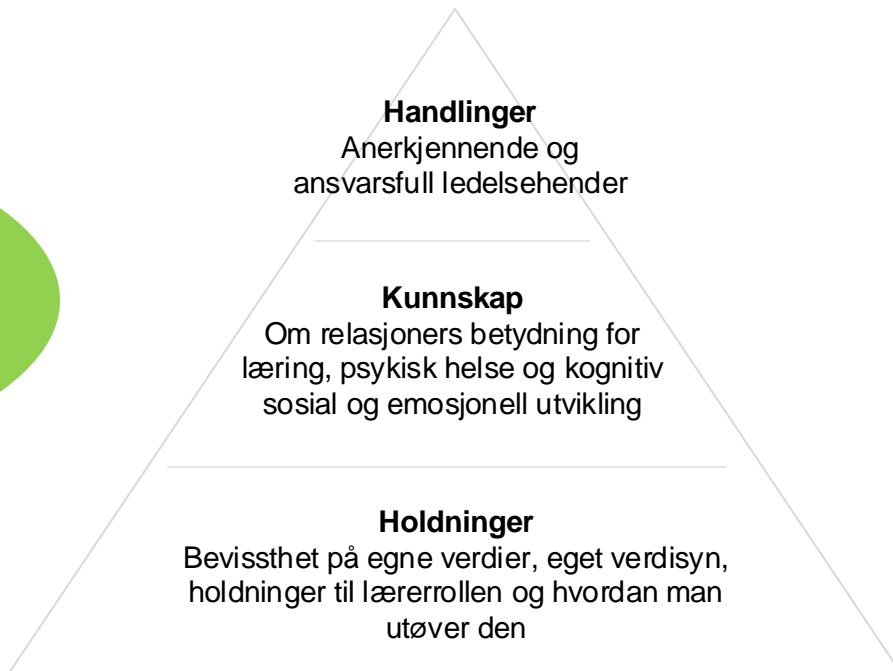 Handlinger
Anerkjennende og
ansvarsfull ledelsehender
Kunnskap
Om relasjoners betydning for
læring, psykisk helse og kognitiv
sosial og emosjonell utvikling
Holdninger
Bevissthet på egne verdier, eget verdisyn,
holdninger til lærerrollen og hvordan man
utøver den